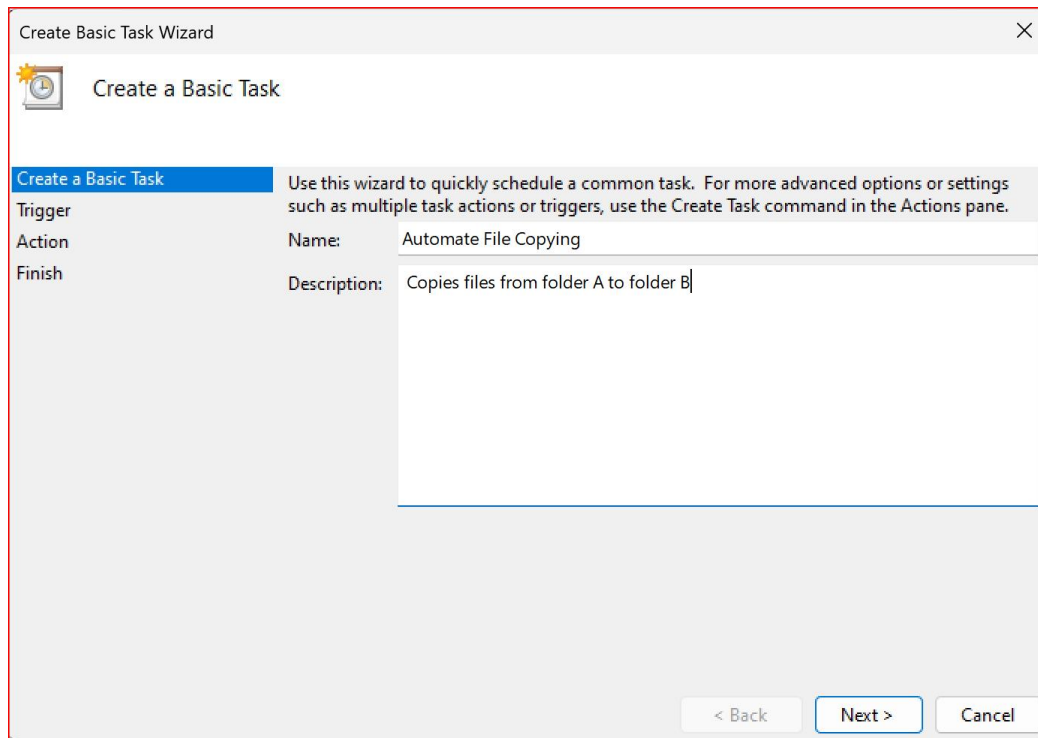 Create Basic Task Wizard
Create a Basic Task
Create a Basic Task
Trigger
Action
Finish
Use this wizard to quickly schedule a common task.  For more advanced options or settings
such as multiple task actions or triggers, use the Create Task command in the Actions pane.
Name: Automate File Copying
Description: Copies files from folder A to folder B
< Back Next > Cancel